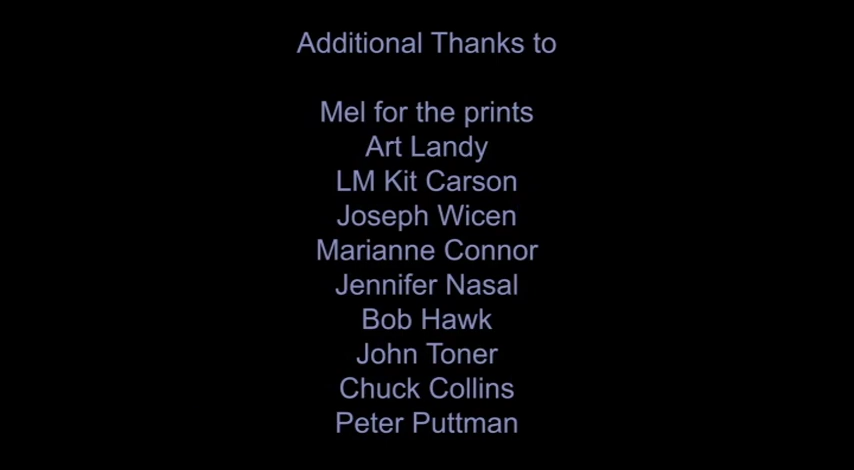 Additional Thanks to
Mel for the prints
Art Landy
LM Kit Carson
Joseph Wicen
Marianne Connor
Jennifer Nasal
Bob Hawk
John Toner
Chuck Collins
Peter Puttman